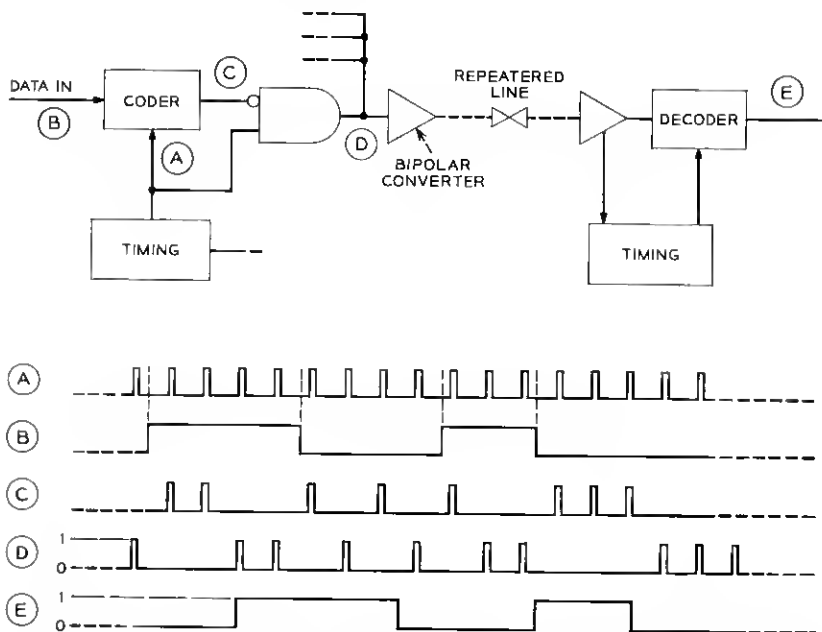 DATA IN
B
CODER
C
A
TIMING
D
BIPOLAR
CONVERTER
REPEATERED
LINE
DECODER
E
TIMING
A
B
C
D
1
0
E
1
0